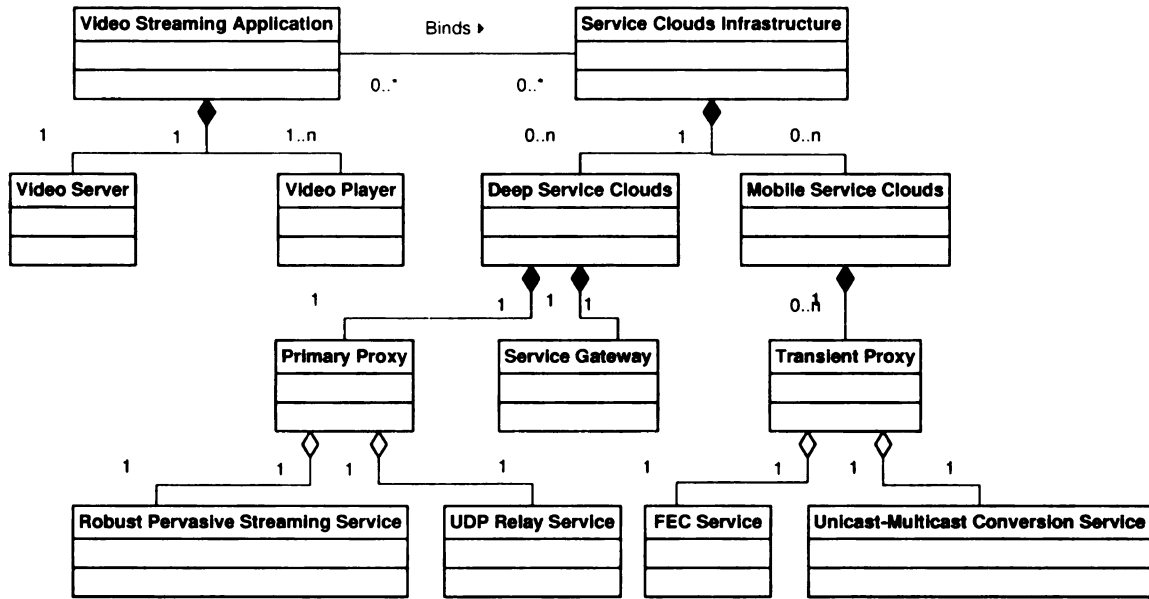 Video Streaming Application
Binds ▸
Service Clouds Infrastructure
0..*
0..*
1
1
1..n
0..n
1
0..n
Video Server
Video Player
Deep Service Clouds
Mobile Service Clouds
1
1
1
1
1
0..n
Primary Proxy
Service Gateway
Transient Proxy
1
1
1
1
1
1
1
1
Robust Pervasive Streaming Service
UDP Relay Service
FEC Service
Unicast-Multicast Conversion Service